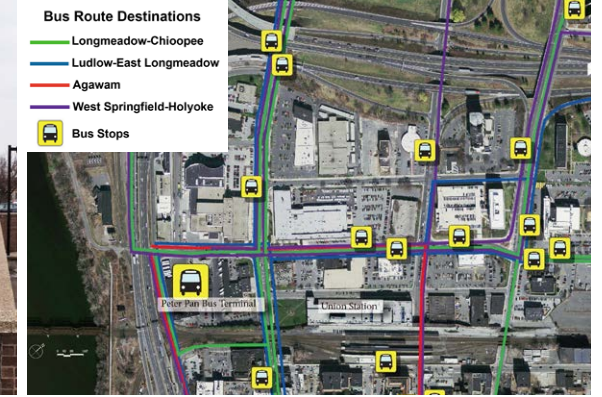 Bus Route Destinations
Longmeadow-Chioopee
Ludlow-East Longmeadow
Agawam
West Springfield-Holyoke
Bus Stops
Peter Pan Bus Terminal
Union Station